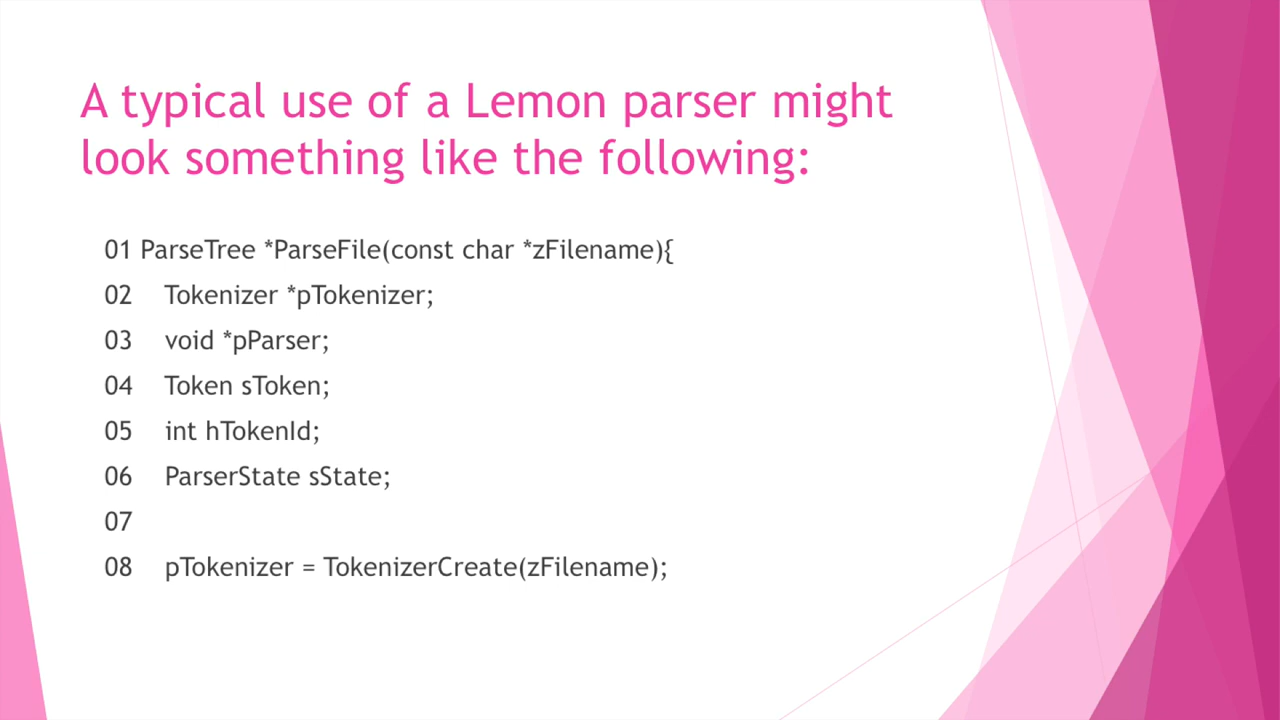 A typical use of a Lemon parser might
look something like the following:
01 ParseTree *ParseFile(const char *zFilename){
02 Tokenizer *pTokenizer;
03 void *pParser;
04 Token sToken;
05 int hTokenId;
06 ParserState sState;
07
08 pTokenizer = TokenizerCreate(zFilename);